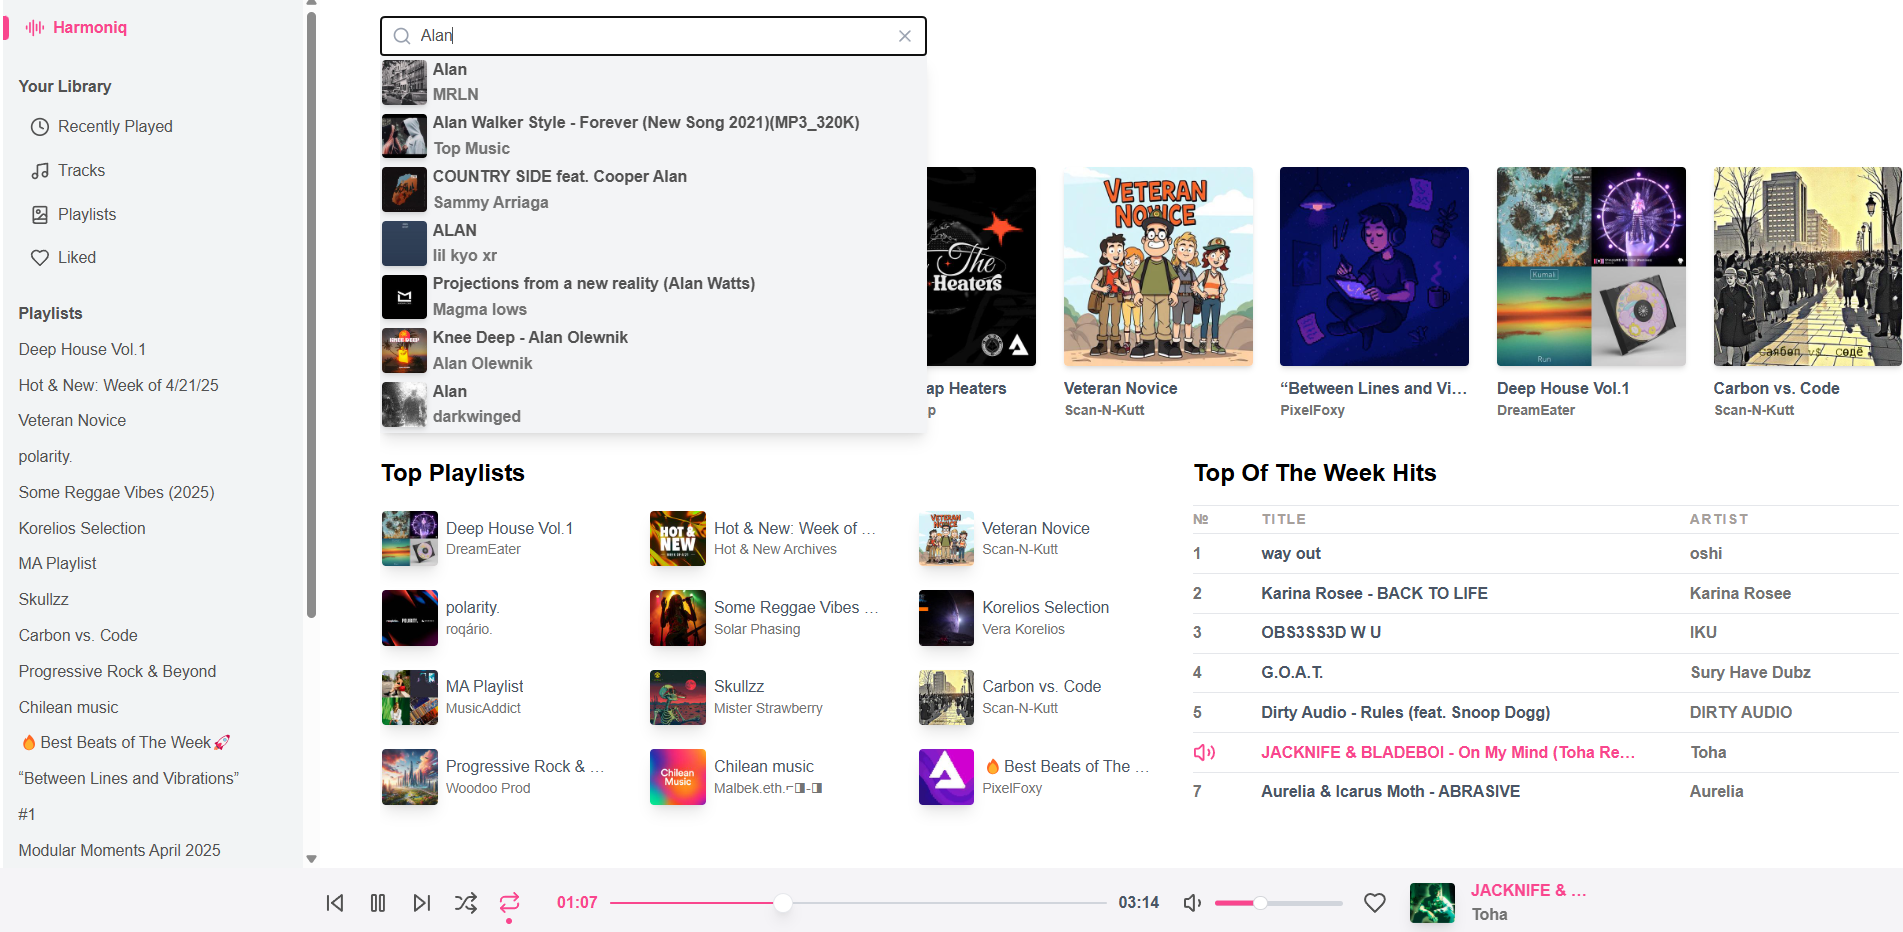 Harmoniq
Your Library
Recently Played
Tracks
Playlists
Liked
Playlists
Deep House Vol.1
Hot & New: Week of 4/21/25
Veteran Novice
polarity.
Some Reggae Vibes (2025)
Korelios Selection
MA Playlist
Skullzz
Carbon vs. Code
Progressive Rock & Beyond
Chilean music
🔥Best Beats of The Week🚀
“Between Lines and Vibrations”
#1
Modular Moments April 2025
Alan
Alan
MRLN
Alan Walker Style - Forever (New Song 2021)(MP3_320K)
Top Music
COUNTRY SIDE feat. Cooper Alan
Sammy Arriaga
ALAN
lil kyo xr
Projections from a new reality (Alan Watts)
Magma lows
Knee Deep - Alan Olewnik
Alan Olewnik
Alan
darkwinged
The
Heaters
ap Heaters
p
VETERAN
NOVICE
Veteran Novice
Scan-N-Kutt
“Between Lines and Vi…
PixelFoxy
Kumali
Run
Deep House Vol.1
DreamEater
Carbon vs. Code
Scan-N-Kutt
Top Playlists
Deep House Vol.1
DreamEater
HOT &
NEW
Hot & New: Week of …
Hot & New Archives
VETERAN
NOVICE
Veteran Novice
Scan-N-Kutt
POLARITY.
polarity.
roqário.
Some Reggae Vibes …
Solar Phasing
Korelios Selection
Vera Korelios
MA Playlist
MusicAddict
Skullzz
Mister Strawberry
Carbon vs. Code
Scan-N-Kutt
Progressive Rock & …
Woodoo Prod
Chilean
Music
Chilean music
Malbek.eth.⌐◨-◨
🔥Best Beats of The …
PixelFoxy
Top Of The Week Hits
№ TITLE ARTIST
1 way out oshi
2 Karina Rosee - BACK TO LIFE Karina Rosee
3 OBS3SS3D W U IKU
4 G.O.A.T. Sury Have Dubz
5 Dirty Audio - Rules (feat. Snoop Dogg) DIRTY AUDIO
JACKNIFE & BLADEBOI - On My Mind (Toha Re… Toha
7 Aurelia & Icarus Moth - ABRASIVE Aurelia
01:07
03:14
JACKNIFE & …
Toha